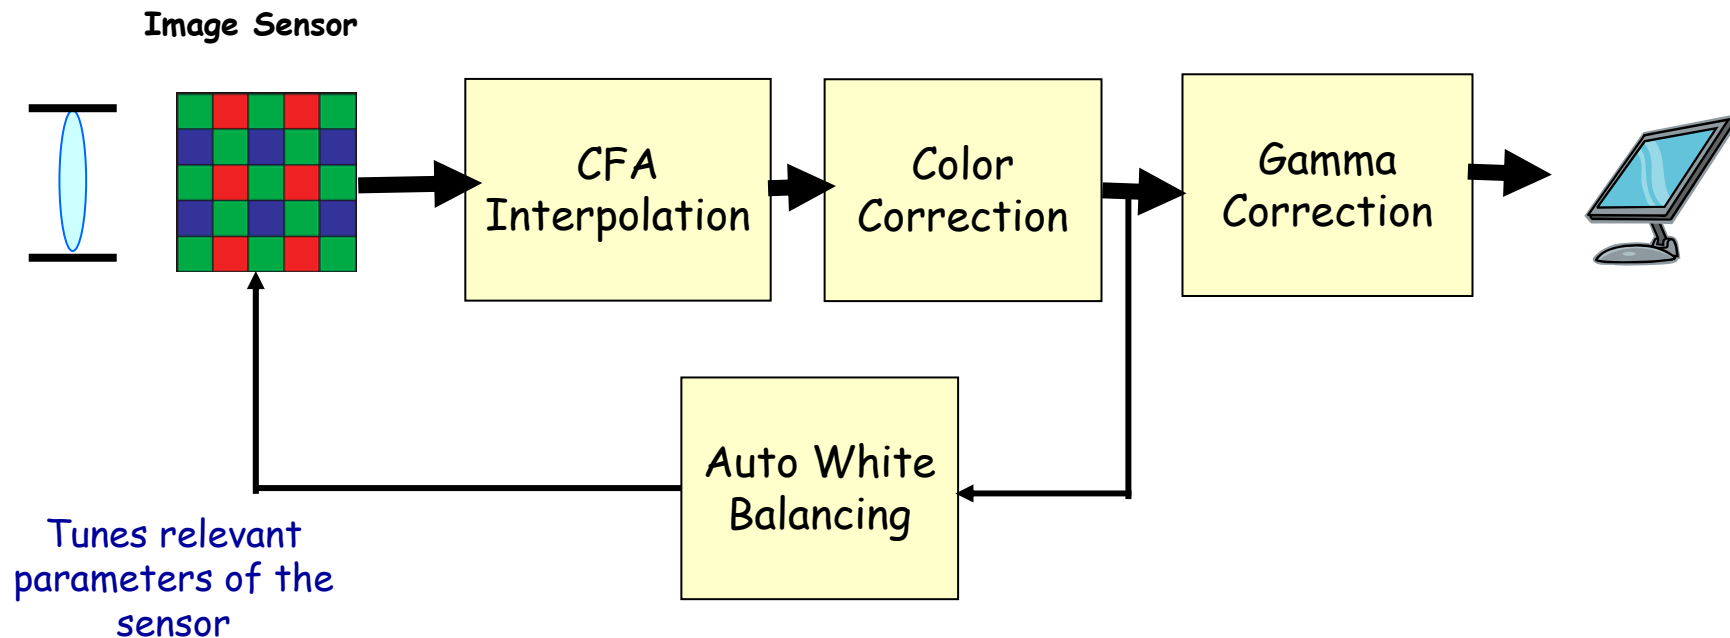 Image Sensor
CFA
Interpolation
Color
Correction
Gamma
Correction
Auto White
Balancing
Tunes relevant
parameters of the
sensor